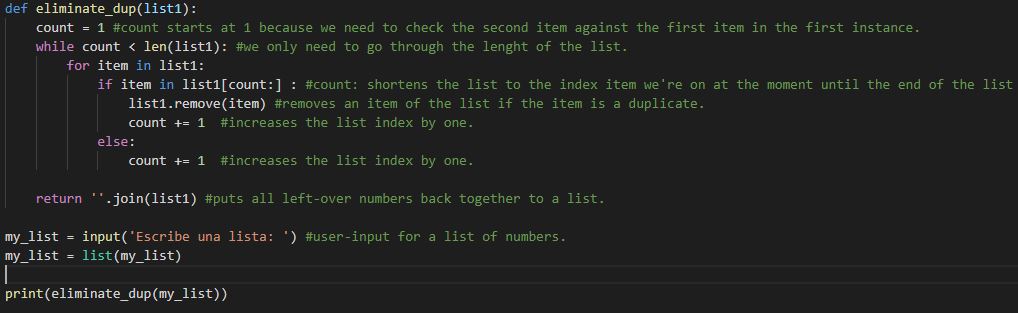 def eliminate_dup(list1):
    count = 1 #count starts at 1 because we need to check the second item against the first item in the first instance.
    while count < len(list1): #we only need to go through the lenght of the list.
        for item in list1:
            if item in list1[count:] : #count: shortens the list to the index item we're on at the moment until the end of the list
                list1.remove(item) #removes an item of the list if the item is a duplicate.
                count += 1  #increases the list index by one.
            else:
                count += 1  #increases the list index by one.
    return ''.join(list1) #puts all left-over numbers back together to a list.
my_list = input('Escribe una lista: ') #user-input for a list of numbers.
my_list = list(my_list)
print(eliminate_dup(my_list))